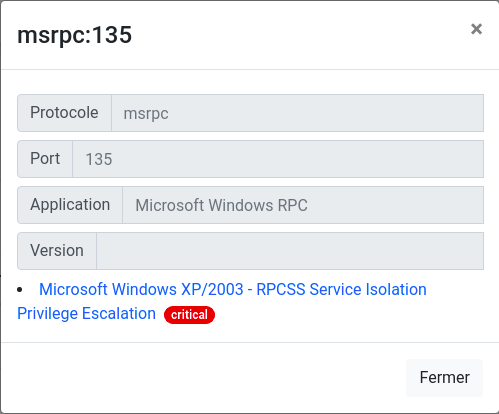 msrpc:135 ×
Protocole msrpc
Port 135
Application Microsoft Windows RPC
Version
• Microsoft Windows XP/2003 - RPCSS Service Isolation
Privilege Escalation critical
Fermer